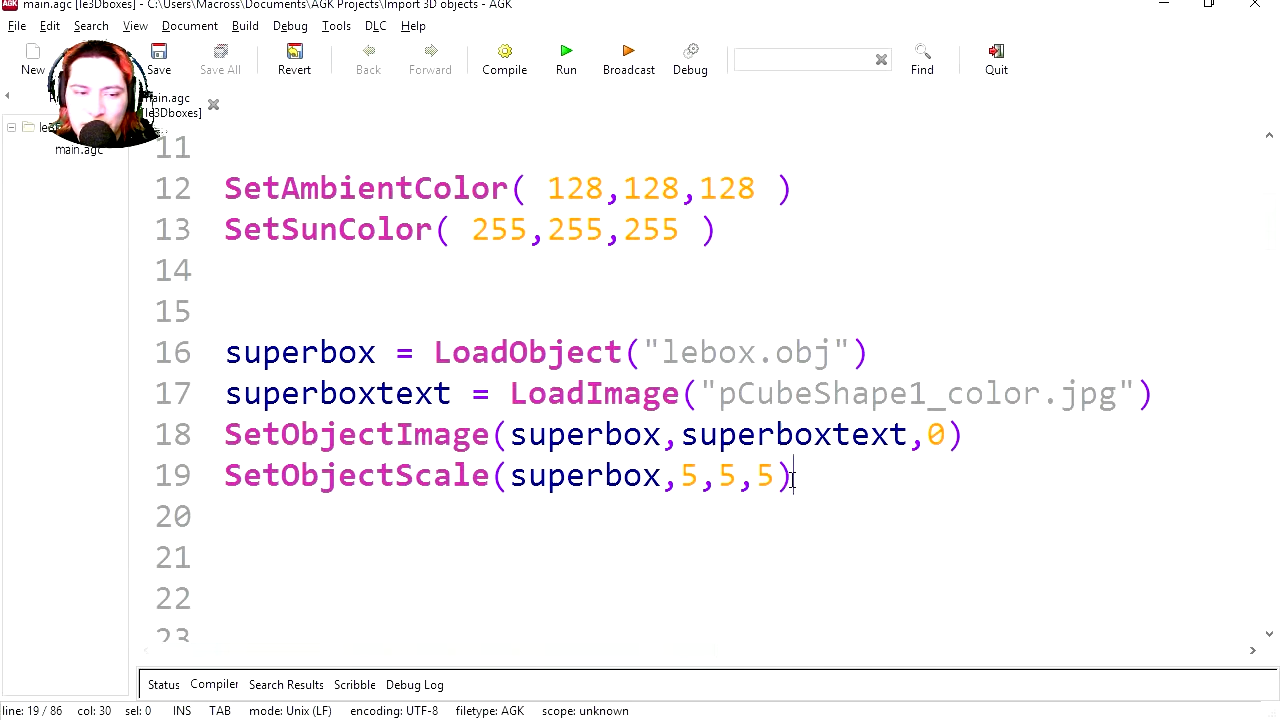 main.agc [le3Dboxes] - C:\Users\Macross\Documents\AGK Projects\Import 3D objects - AGK
File Edit Search View Document Build Debug Tools DLC Help
New Save Save All Revert Back Forward Compile Run Broadcast Debug Find Quit
main.agc
[le3Dboxes]
main.agc
11
12 SetAmbientColor( 128,128,128 )
13 SetSunColor( 255,255,255 )
14
15
16 superbox = LoadObject("lebox.obj")
17 superboxtext = LoadImage("pCubeShape1_color.jpg")
18 SetObjectImage(superbox,superboxtext,0)
19 SetObjectScale(superbox,5,5,5)
20
21
22
23
Status Compiler Search Results Scribble Debug Log
line: 19 / 86 col: 30 sel: 0 INS TAB mode: Unix (LF) encoding: UTF-8 filetype: AGK scope: unknown